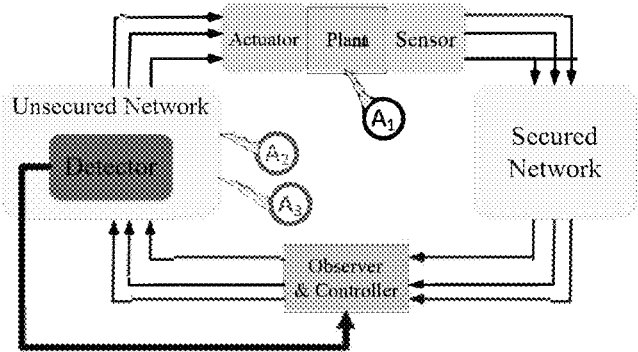 Actuator Plant Sensor
Unsecured Network
Detector
A₁
A₂
A₃
Secured
Network
Observer
& Controller